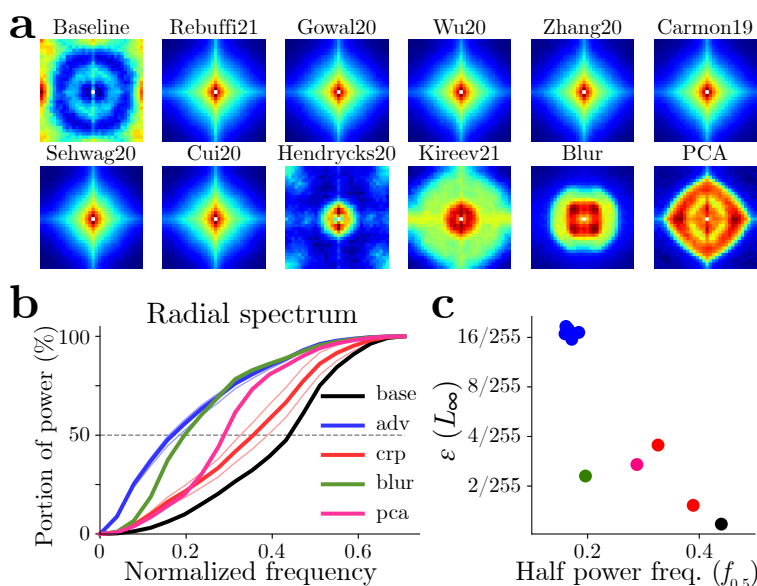 a
Baseline Rebuffi21 Gowal20 Wu20 Zhang20 Carmon19
Sehwag20 Cui20 Hendrycks20 Kireev21 Blur PCA
b
Radial spectrum
Portion of power (%)
100
50
0
0 0.2 0.4 0.6
Normalized frequency
base
adv
crp
blur
pca
c
ε (L∞)
16/255
8/255
4/255
2/255
0.2 0.4
Half power freq. (f0.5)